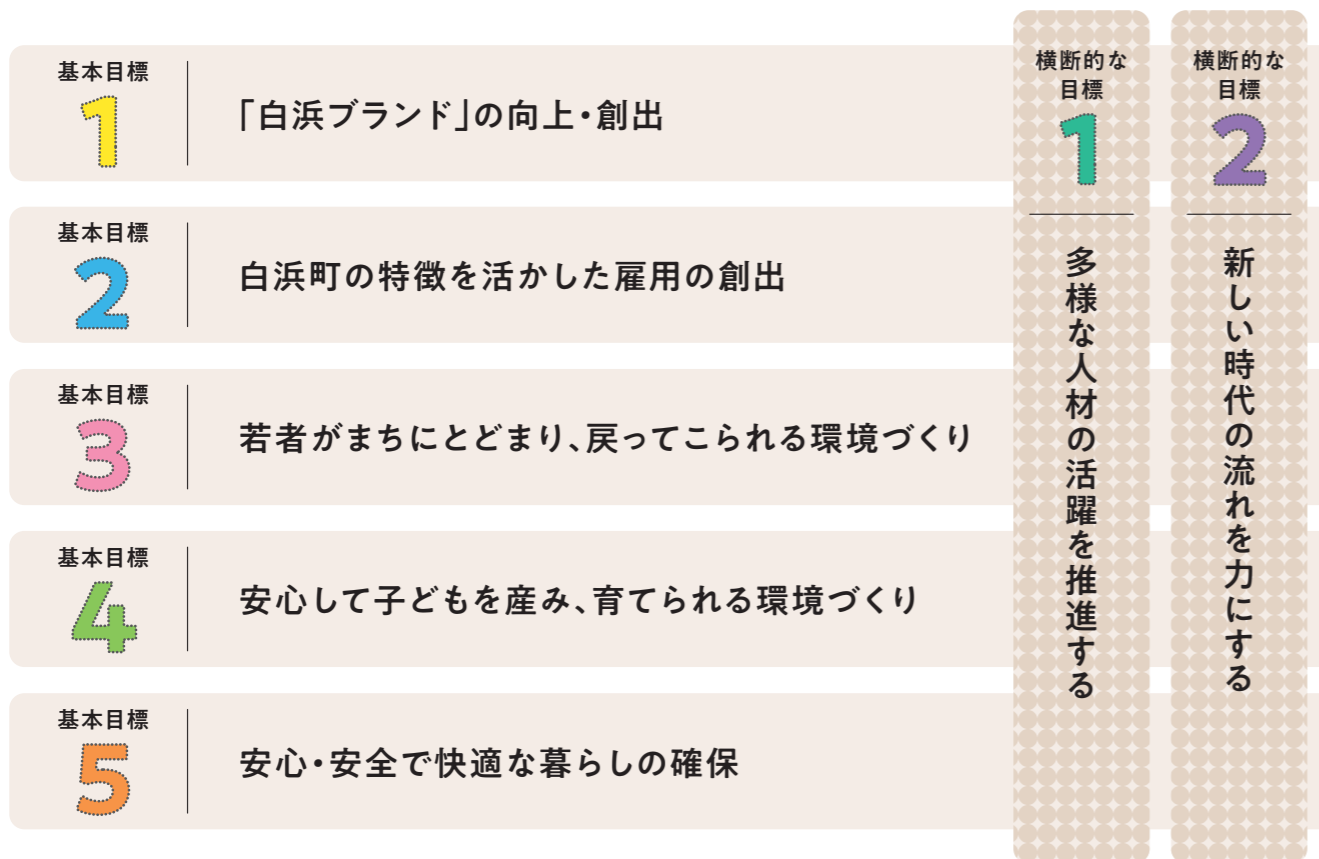 基本目標
1
「白浜ブランド」の向上・創出
基本目標
2
白浜町の特徴を活かした雇用の創出
基本目標
3
若者がまちにとどまり、戻ってこられる環境づくり
基本目標
4
安心して子どもを産み、育てられる環境づくり
基本目標
5
安心・安全で快適な暮らしの確保
横断的な
目標
1
多様な人材の活躍を推進する
横断的な
目標
2
新しい時代の流れを力にする